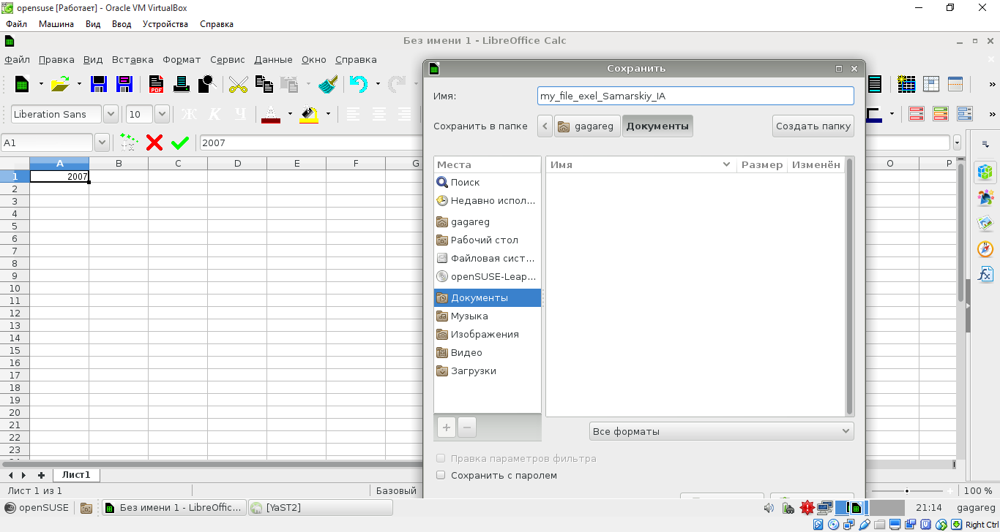 opensuse [Работает] - Oracle VM VirtualBox
Файл Машина Вид Ввод Устройства Справка
Без имени 1 - LibreOffice Calc
Файл Правка Вид Вставка Формат Сервис Данные Окно Справка
Сохранить
PDF
Имя: my_file_exel_Samarskiy_IA
Liberation Sans 10 Ж К Ч
Сохранить в папке gagareg Документы Создать папку
A1 2007
A B C D E F G O P
Места Имя Размер Изменён
1 2007
Поиск
2
Недавно испол...
3
4
gagareg
5
6
Рабочий стол
7
Файловая сист...
8
openSUSE-Leap...
9
10
Документы
11
12
Музыка
13
Изображения
14
15
Видео
16
Загрузки
17
18
19
20
21
22
Все форматы
23
Правка параметров фильтра
Лист1
Сохранить с паролем
Лист 1 из 1 Базовый 100 %
openSUSE Без имени 1 - LibreOffic... [YaST2] 21:14 gagareg
Right Ctrl